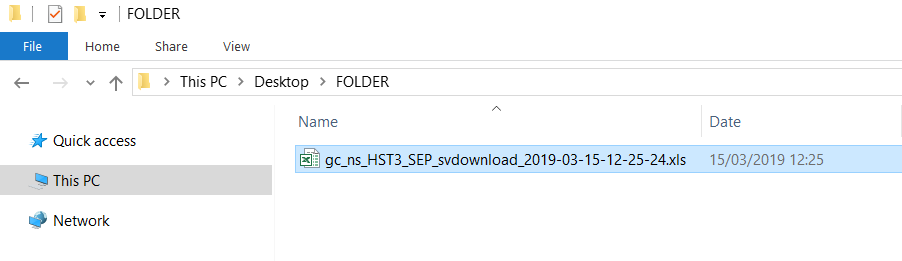 FOLDER
File Home Share View
This PC Desktop FOLDER
Name Date
Quick access
gc_ns_HST3_SEP_svdownload_2019-03-15-12-25-24.xls 15/03/2019 12:25
This PC
Network